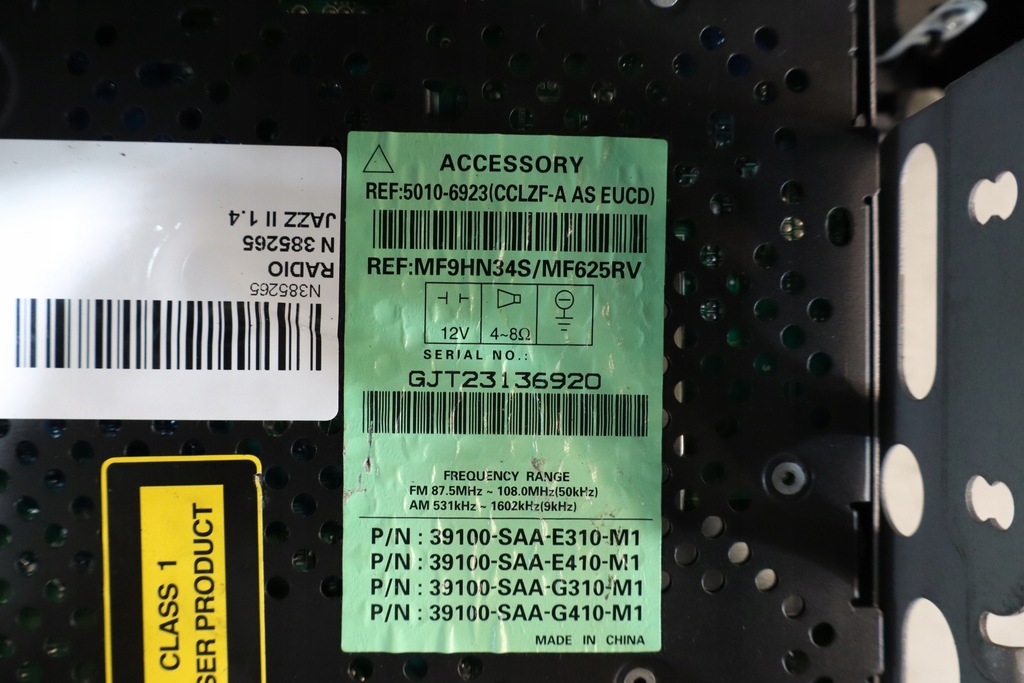 ACCESSORY
REF:5010-6923(CCLZF-A AS EUCD)
REF:MF9HN34S/MF625RV
12V 4~8Ω
SERIAL NO.:
GJT23136920
FREQUENCY RANGE
FM 87.5MHz ~ 108.0MHz(50kHz)
AM 531kHz ~ 1602kHz(9kHz)
P/N : 39100-SAA-E310-M1
P/N : 39100-SAA-E410-M1
P/N : 39100-SAA-G310-M1
P/N : 39100-SAA-G410-M1
MADE IN CHINA
N385265
RADIO
N 385265
JAZZ II 1.4
CLASS 1
SER PRODUCT